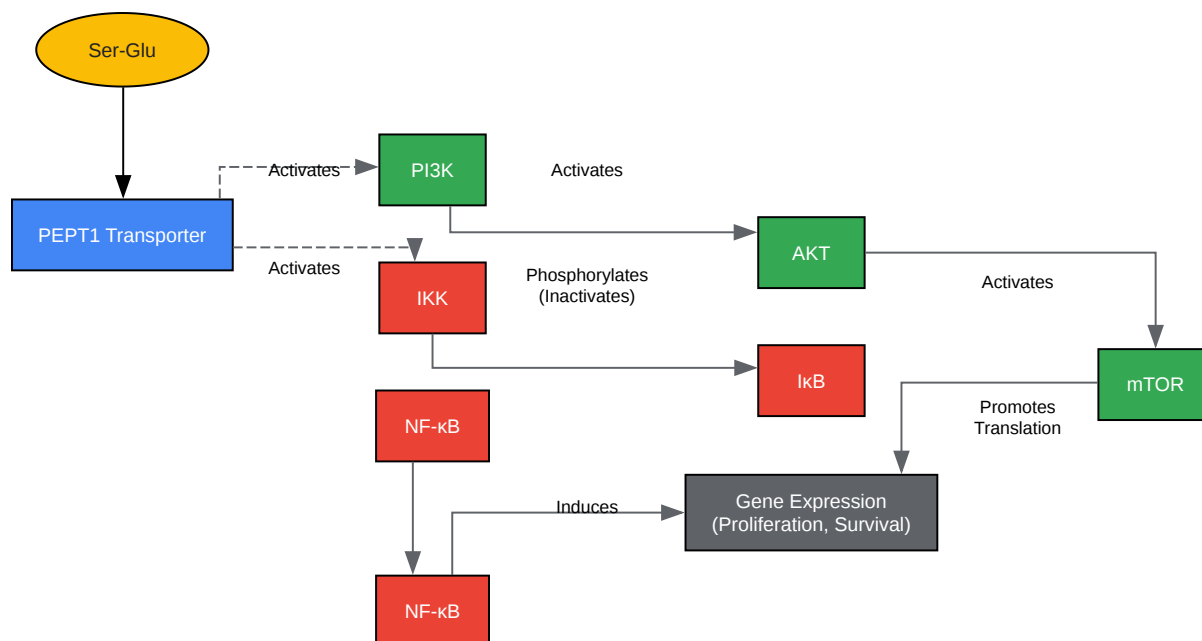 Ser-Glu
Activates
PI3K
Activates
PEPT1 Transporter
AKT
Activates
Phosphorylates
(Inactivates)
Activates
IKK
IκB
mTOR
Promotes
Translation
NF-κB
Gene Expression
(Proliferation, Survival)
Induces
NF-κB